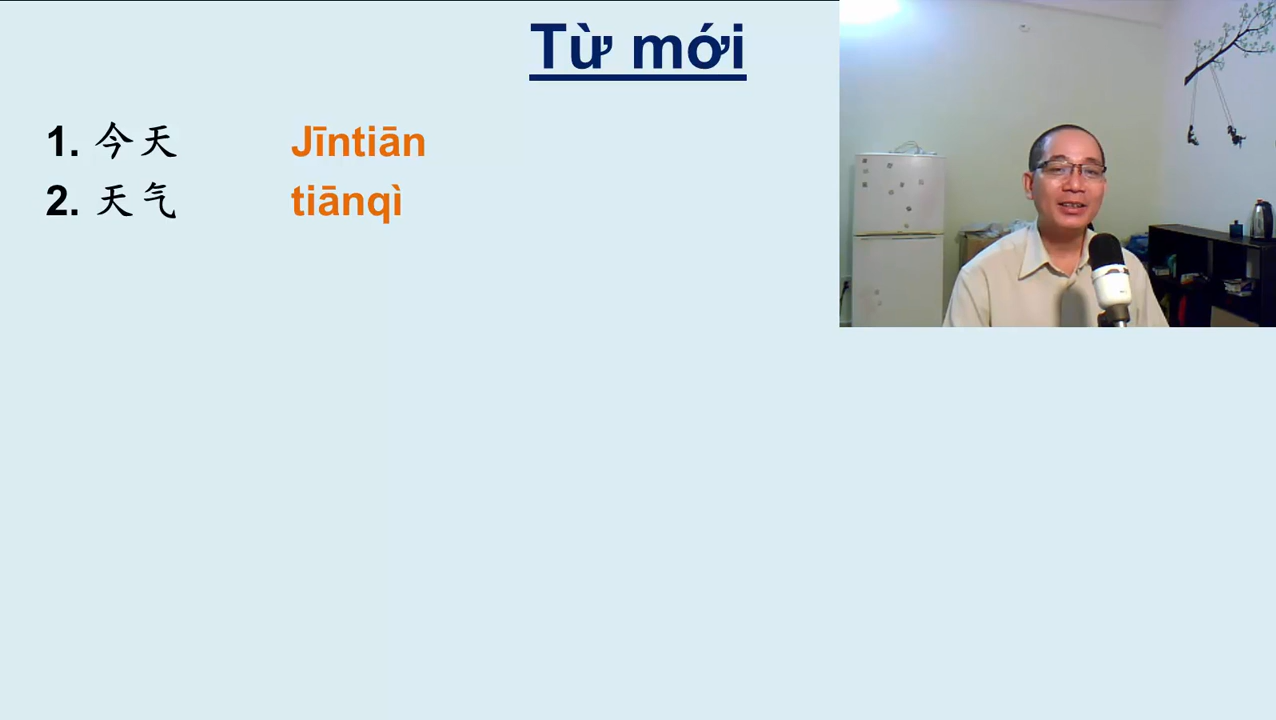 Từ mới
1. 今天 Jīntiān
2. 天气 tiānqì